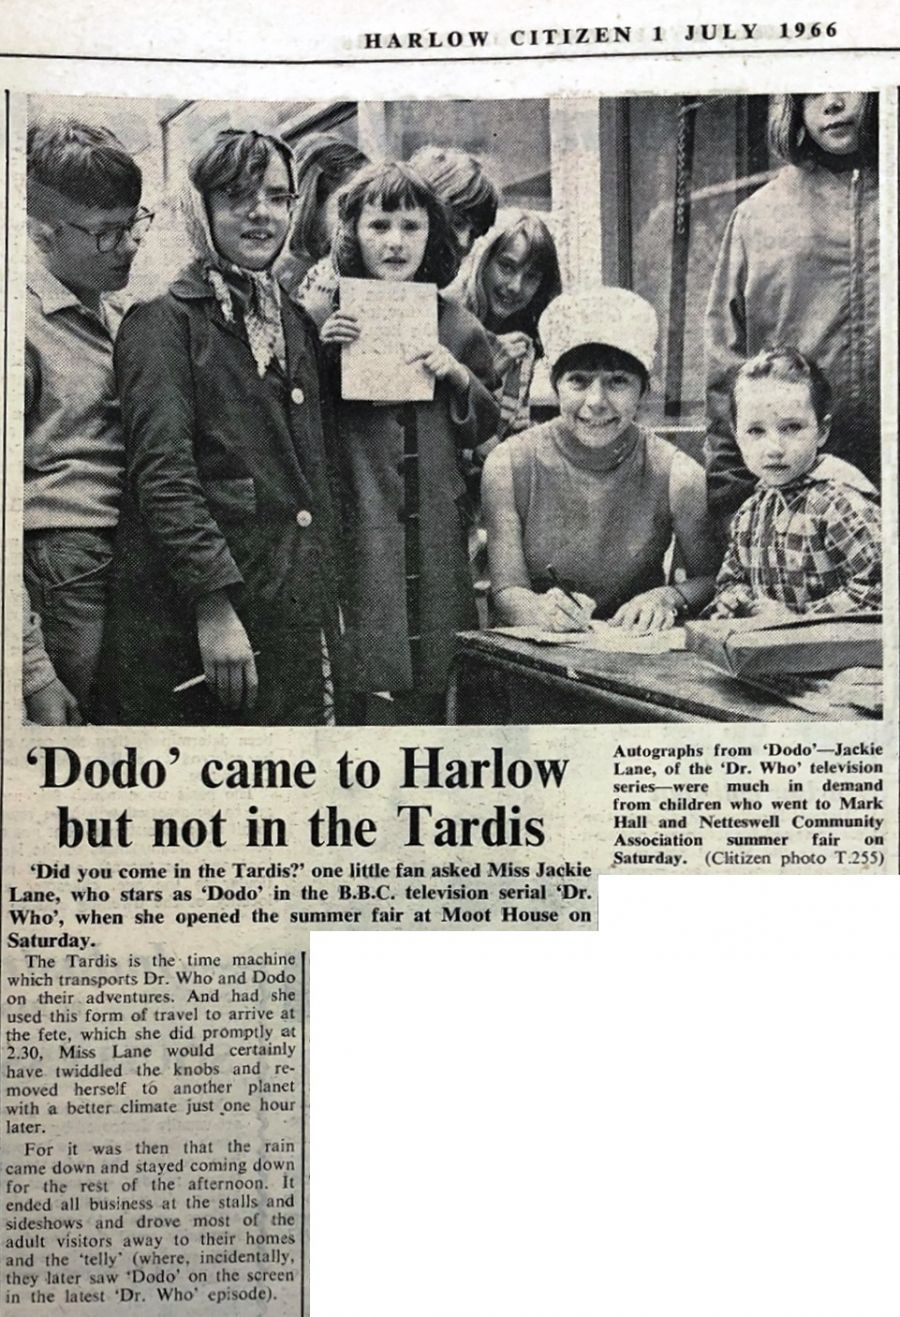 HARLOW CITIZEN 1 JULY 1966
‘Dodo’ came to Harlow
but not in the Tardis
Autographs from ‘Dodo’—Jackie
Lane, of the ‘Dr. Who’ television
series—were much in demand
from children who went to Mark
Hall and Netteswell Community
Association summer fair on
Saturday. (Clitizen photo T.255)
‘Did you come in the Tardis?’ one little fan asked Miss Jackie
Lane, who stars as ‘Dodo’ in the B.B.C. television serial ‘Dr.
Who’, when she opened the summer fair at Moot House on
Saturday.
The Tardis is the time machine
which transports Dr. Who and Dodo
on their adventures. And had she
used this form of travel to arrive at
the fete, which she did promptly at
2.30, Miss Lane would certainly
have twiddled the knobs and re-
moved herself to another planet
with a better climate just one hour
later.
For it was then that the rain
came down and stayed coming down
for the rest of the afternoon. It
ended all business at the stalls and
sideshows and drove most of the
adult visitors away to their homes
and the ‘telly’ (where, incidentally,
they later saw ‘Dodo’ on the screen
in the latest ‘Dr. Who’ episode).